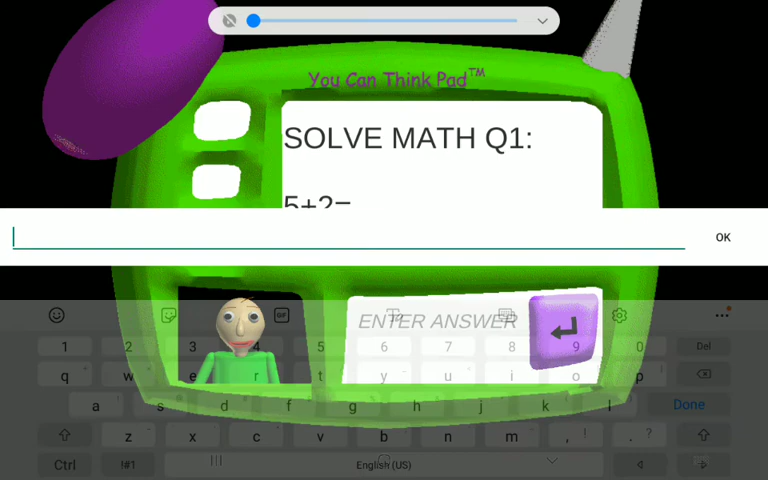 You Can Think Pad™
SOLVE MATH Q1:
5+2=
OK
ENTER ANSWER
GIF
1 2 3 4 5 6 7 8 9 0 Del
q w e r t y u i o p
a s d f g h j k l Done
z x c v b n m , ! . ?
Ctrl !#1 English (US)